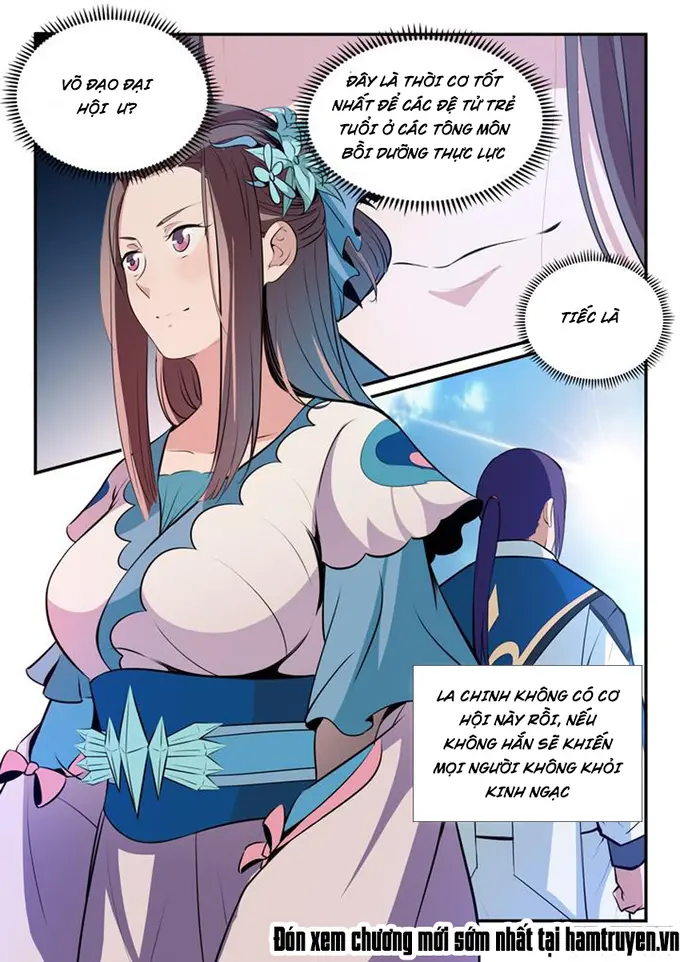 VÕ ĐẠO ĐẠI
HỘI Ư?
ĐÂY LÀ THỜI CƠ TỐT
NHẤT ĐỂ CÁC ĐỆ TỬ TRẺ
TUỔI Ở CÁC TÔNG MÔN
BỒI DƯỠNG THỰC LỰC
TIẾC LÀ
LA CHINH KHÔNG CÓ CƠ
HỘI NÀY RỒI, NẾU
KHÔNG HẮN SẼ KHIẾN
MỌI NGƯỜI KHÔNG KHỎI
KINH NGẠC
Đón xem chương mới sớm nhất tại hamtruyen.vn